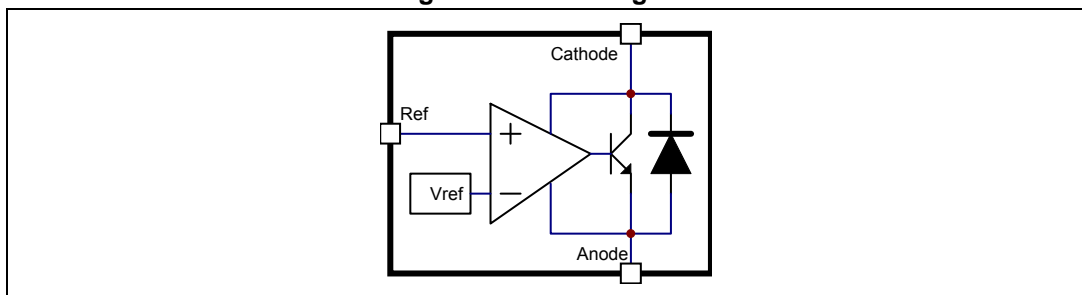 Cathode
Ref
+
Vref
−
Anode